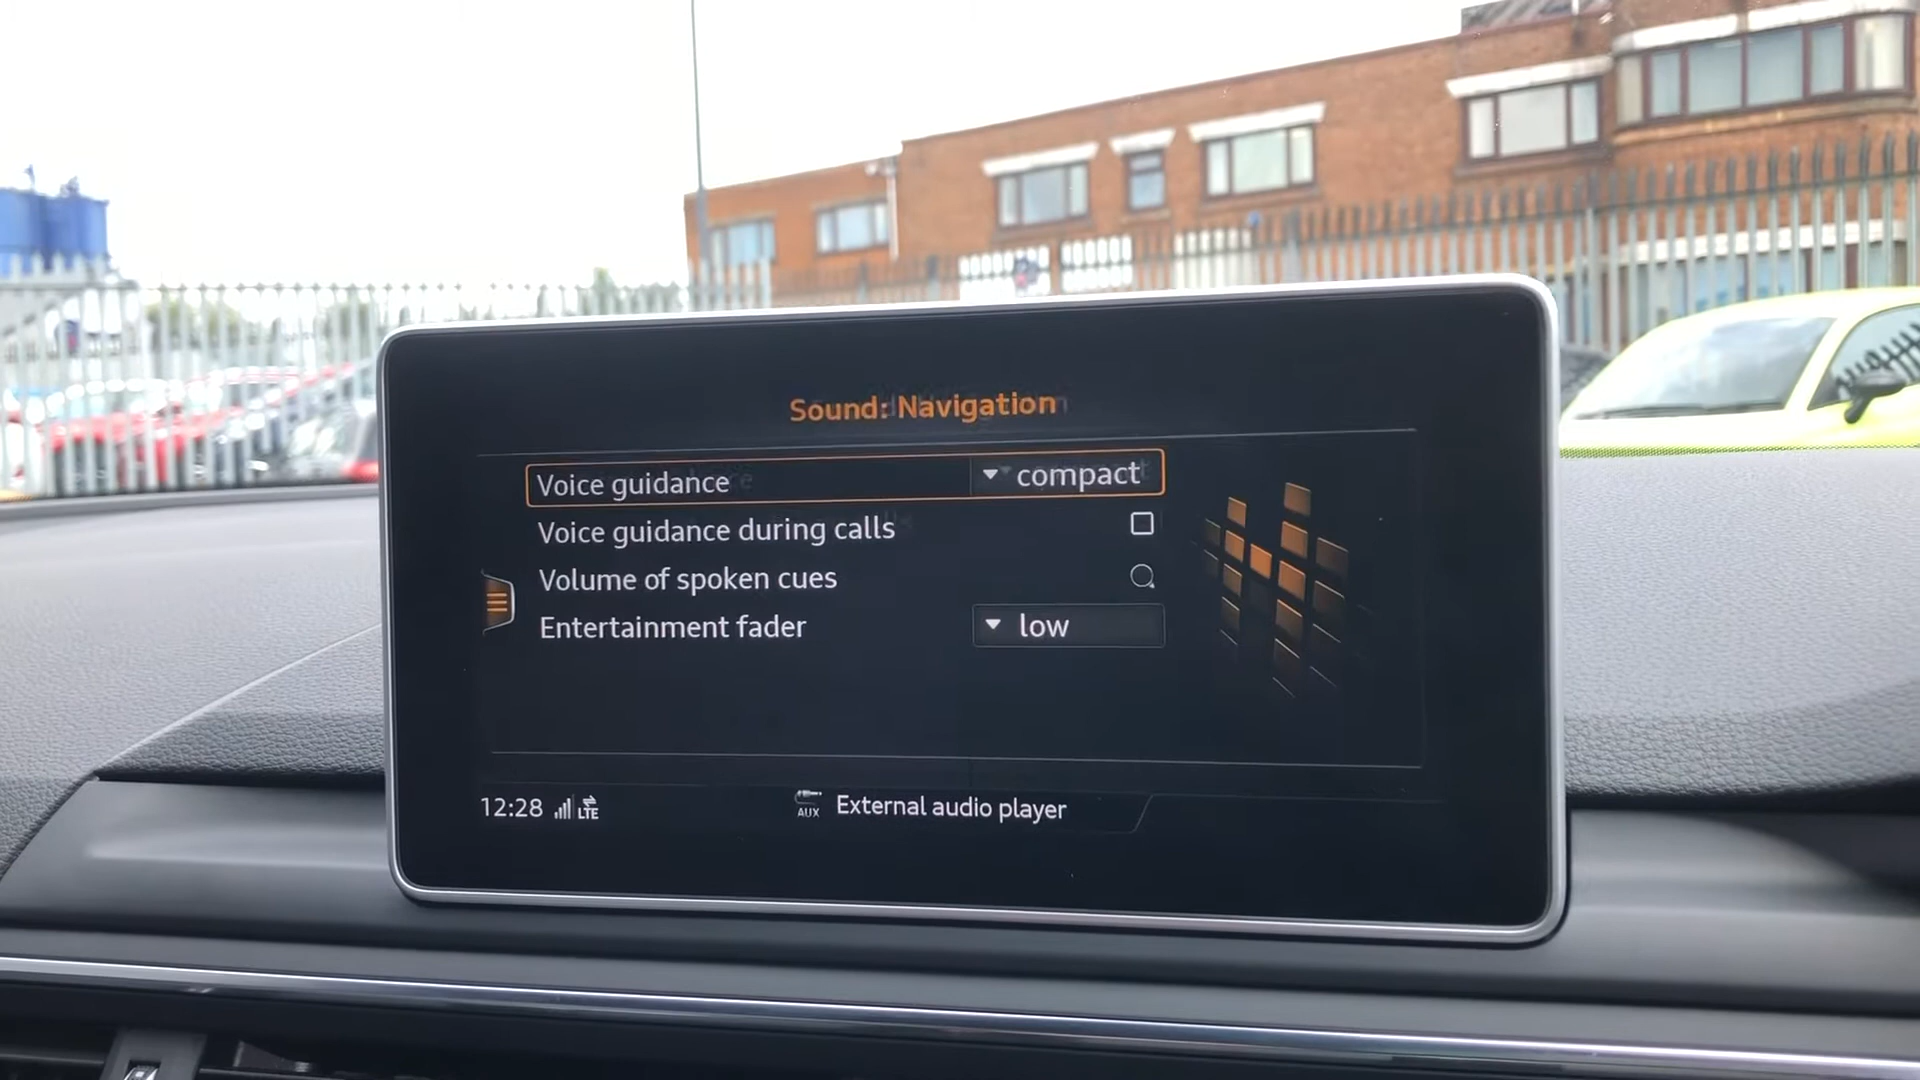 Sound: Navigation
Voice guidance compact
Voice guidance during calls
Volume of spoken cues
Entertainment fader low
12:28 LTE AUX External audio player